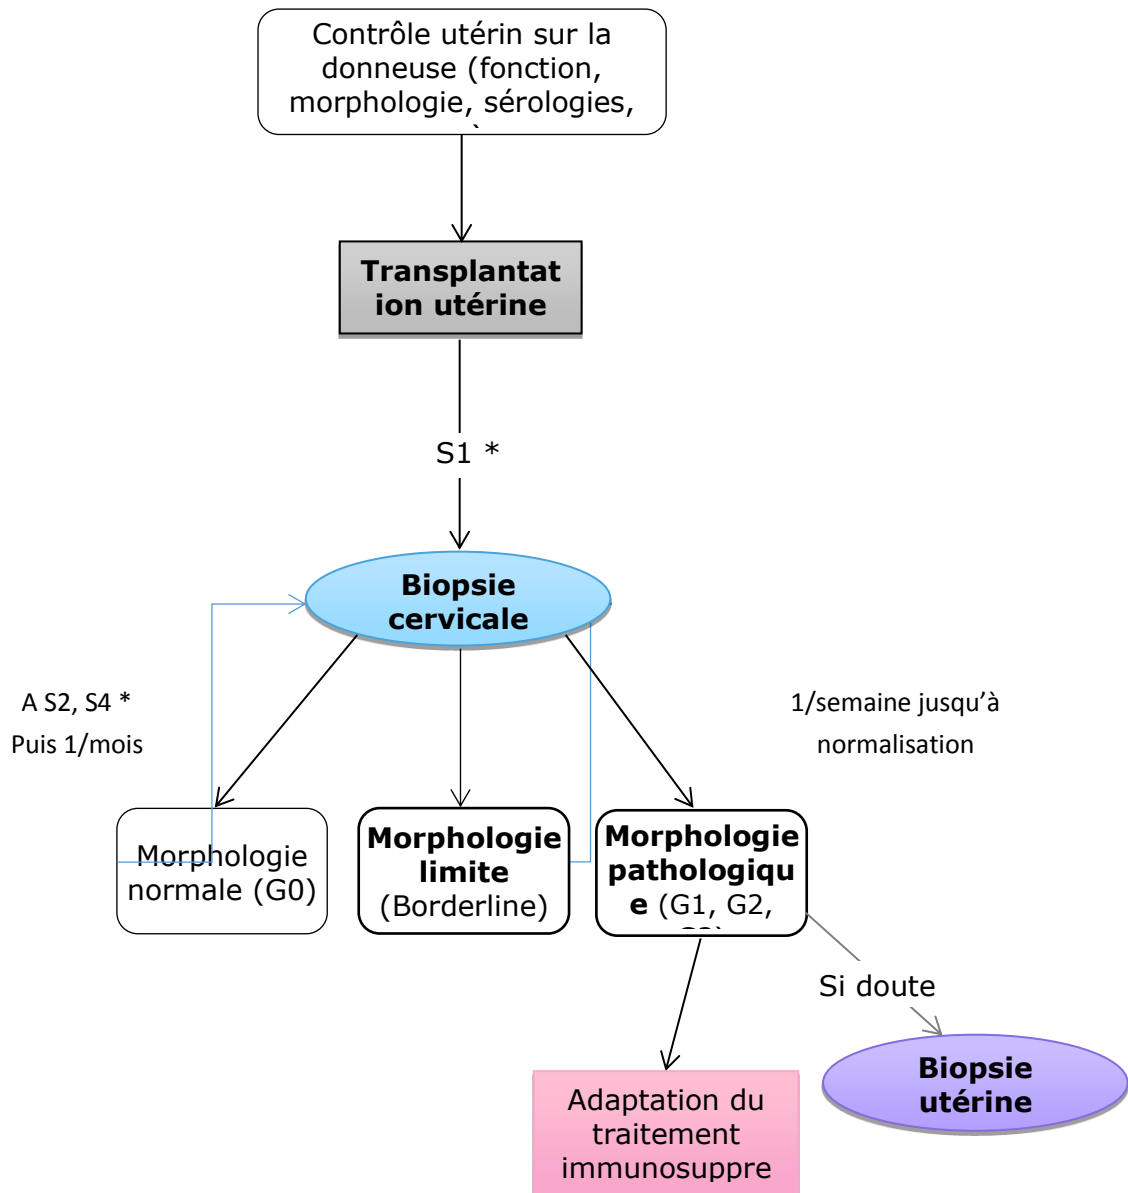 Contrôle utérin sur la
donneuse (fonction,
morphologie, sérologies,
Transplantat
ion utérine
S1 *
Biopsie
cervicale
A S2, S4 *
Puis 1/mois
1/semaine jusqu’à
normalisation
Morphologie
normale (G0)
Morphologie
limite
(Borderline)
Morphologie
pathologiqu
e (G1, G2,
Si doute
Biopsie
utérine
Adaptation du
traitement
immunosuppre